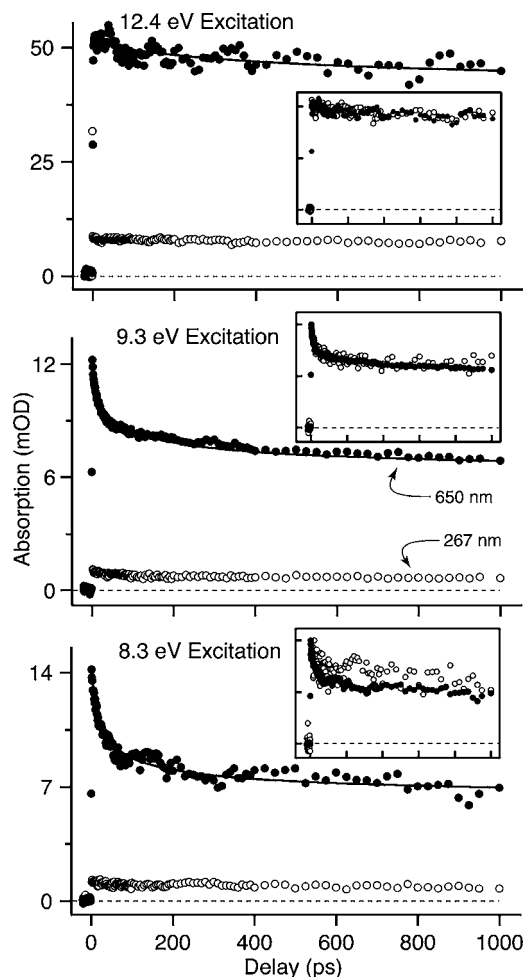 12.4 eV Excitation
50
25
0
9.3 eV Excitation
12
6
0
650 nm
267 nm
Absorption (mOD)
8.3 eV Excitation
14
7
0
0 200 400 600 800 1000
Delay (ps)